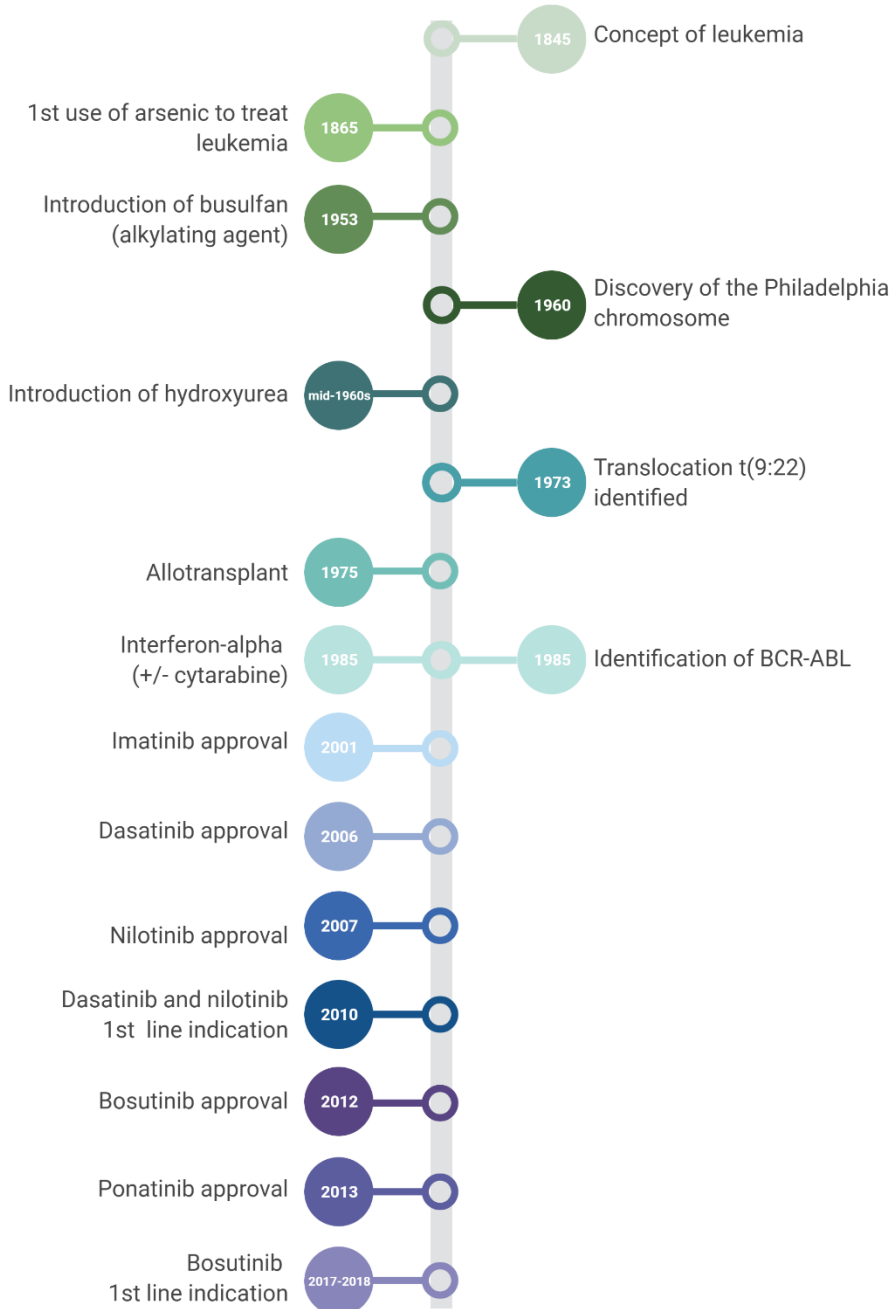 1845
Concept of leukemia
1st use of arsenic to treat
leukemia
1865
Introduction of busulfan
(alkylating agent)
1953
1960
Discovery of the Philadelphia
chromosome
Introduction of hydroxyurea
mid-1960s
1973
Translocation t(9:22)
identified
Allotransplant
1975
Interferon-alpha
(+/- cytarabine)
1985
1985
Identification of BCR-ABL
Imatinib approval
2001
Dasatinib approval
2006
Nilotinib approval
2007
Dasatinib and nilotinib
1st line indication
2010
Bosutinib approval
2012
Ponatinib approval
2013
Bosutinib
1st line indication
2017-2018